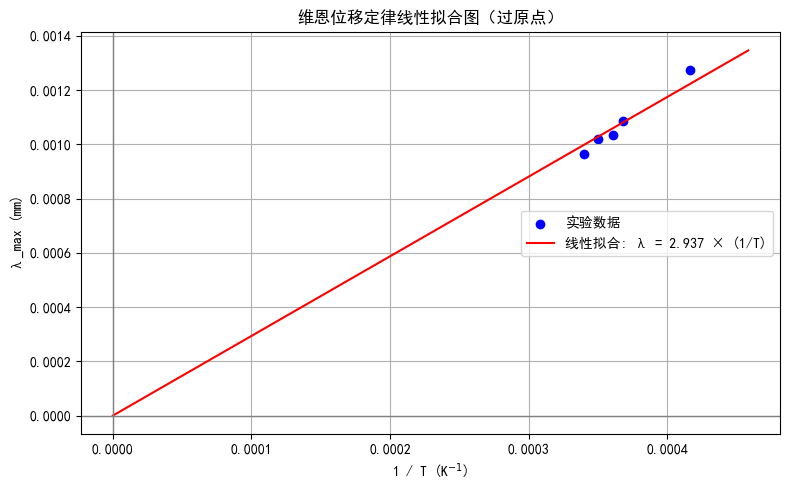 维恩位移定律线性拟合图（过原点）
0.0014
0.0012
0.0010
0.0008
0.0006
0.0004
0.0002
0.0000
λ_max (mm)
实验数据
线性拟合: λ = 2.937 × (1/T)
0.0000 0.0001 0.0002 0.0003 0.0004
1 / T (K⁻¹)